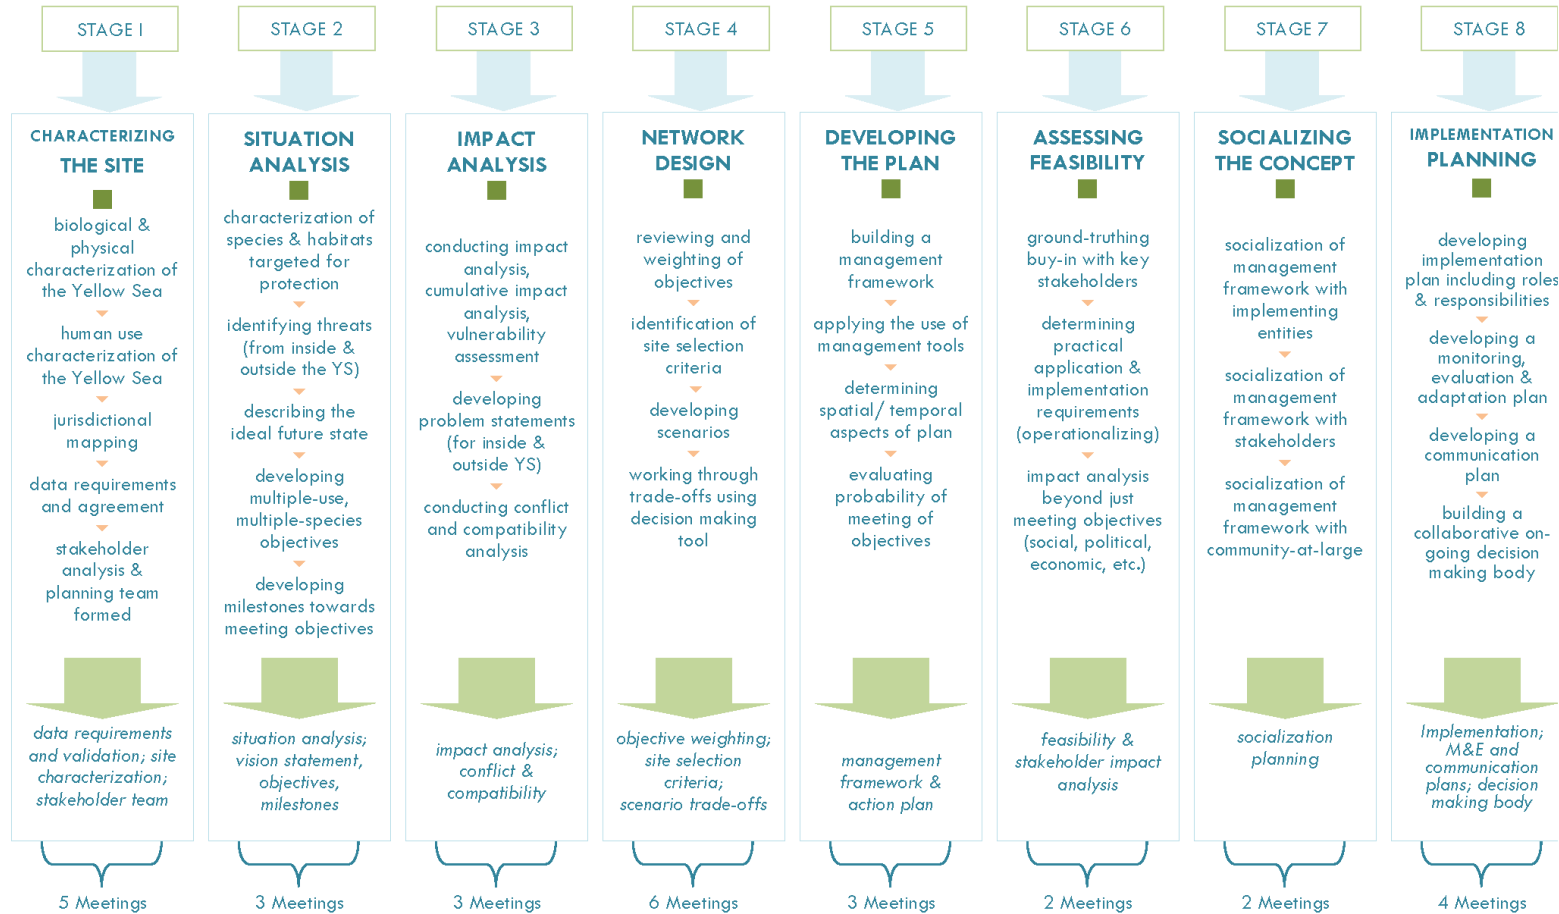 STAGE 1
CHARACTERIZING
THE SITE
biological &
physical
characterization of
the Yellow Sea
human use
characterization of
the Yellow Sea
jurisdictional
mapping
data requirements
and agreement
stakeholder
analysis &
planning team
formed
data requirements
and validation; site
characterization;
stakeholder team
5 Meetings
STAGE 2
SITUATION
ANALYSIS
characterization of
species & habitats
targeted for
protection
identifying threats
(from inside &
outside the YS)
describing the
ideal future state
developing
multiple-use,
multiple-species
objectives
developing
milestones towards
meeting objectives
situation analysis;
vision statement,
objectives,
milestones
3 Meetings
STAGE 3
IMPACT
ANALYSIS
conducting impact
analysis,
cumulative impact
analysis,
vulnerability
assessment
developing
problem statements
(for inside &
outside YS)
conducting conflict
and compatibility
analysis
impact analysis;
conflict &
compatibility
3 Meetings
STAGE 4
NETWORK
DESIGN
reviewing and
weighting of
objectives
identification of
site selection
criteria
developing
scenarios
working through
trade-offs using
decision making
tool
objective weighting;
site selection
criteria;
scenario trade-offs
6 Meetings
STAGE 5
DEVELOPING
THE PLAN
building a
management
framework
applying the use of
management tools
determining
spatial/ temporal
aspects of plan
evaluating
probability of
meeting of
objectives
management
framework &
action plan
3 Meetings
STAGE 6
ASSESSING
FEASIBILITY
ground-truthing
buy-in with key
stakeholders
determining
practical
application &
implementation
requirements
(operationalizing)
impact analysis
beyond just
meeting objectives
(social, political,
economic, etc.)
feasibility &
stakeholder impact
analysis
2 Meetings
STAGE 7
SOCIALIZING
THE CONCEPT
socialization of
management
framework with
implementing
entities
socialization of
management
framework with
stakeholders
socialization of
management
framework with
community-at-large
socialization
planning
2 Meetings
STAGE 8
IMPLEMENTATION
PLANNING
developing
implementation
plan including roles
& responsibilities
developing a
monitoring,
evaluation &
adaptation plan
developing a
communication
plan
building a
collaborative on-
going decision
making body
Implementation;
M&E and
communication
plans; decision
making body
4 Meetings